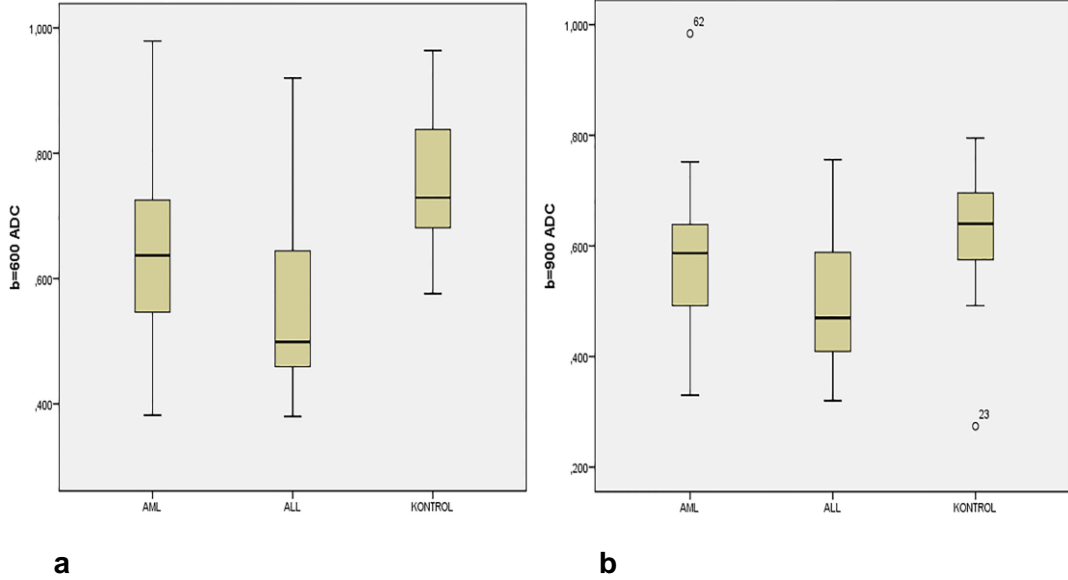 b=600 ADC
1,000
,800
,600
,400
AML ALL KONTROL
a
b=900 ADC
1,000
,800
,600
,400
,200
62
23
AML ALL KONTROL
b